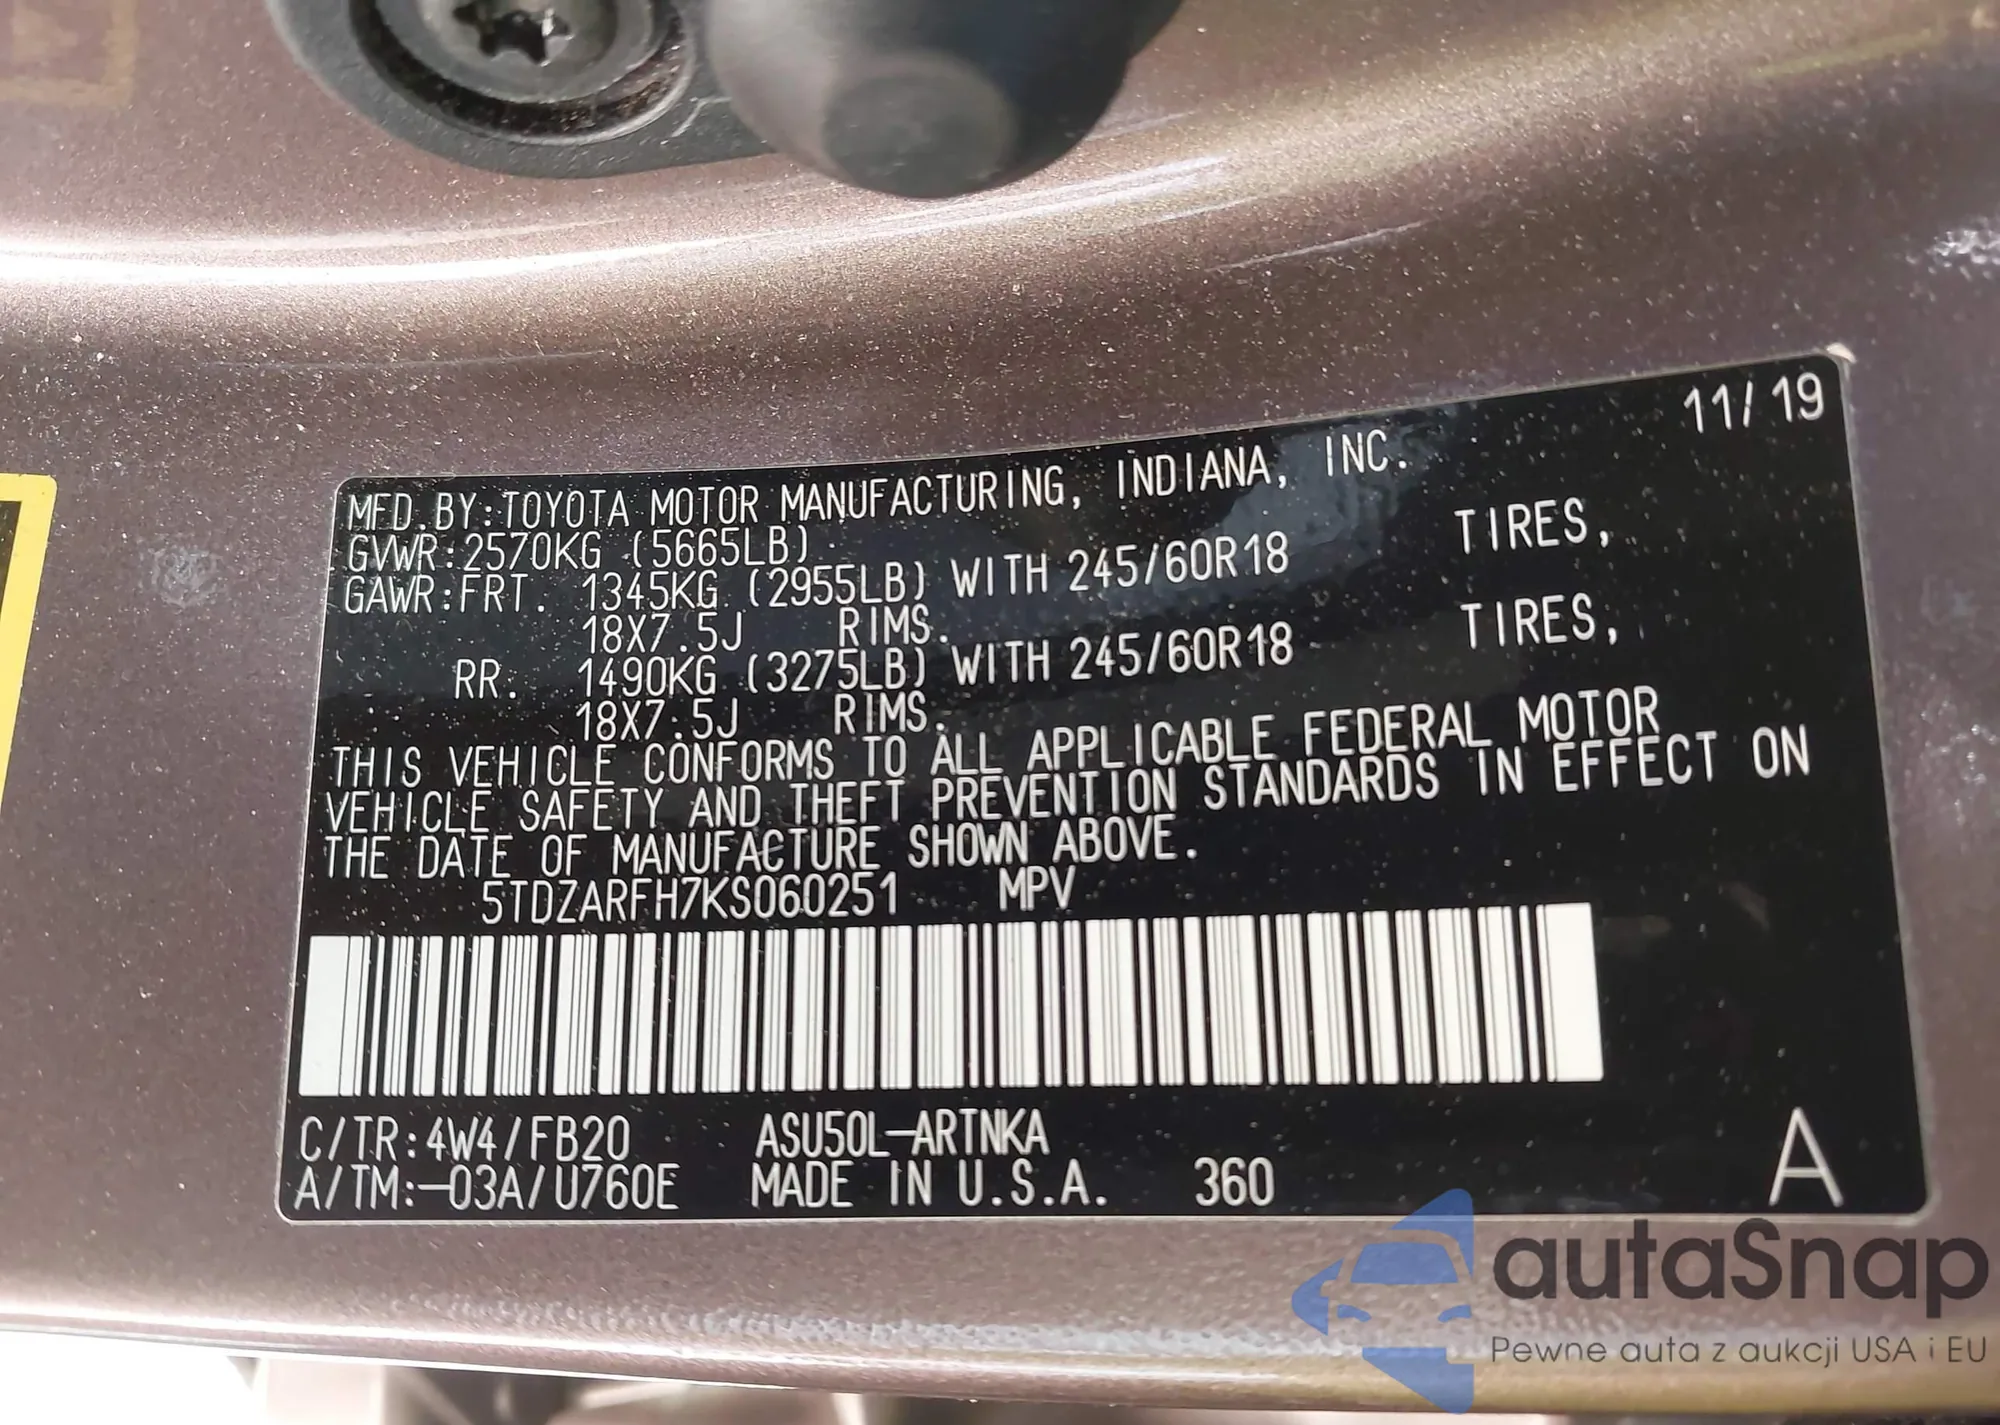 11/19
MFD.BY:TOYOTA MOTOR MANUFACTURING, INDIANA, INC.
GVWR:2570KG (5665LB)
GAWR:FRT. 1345KG (2955LB) WITH 245/60R18 TIRES,
18X7.5J RIMS.
RR. 1490KG (3275LB) WITH 245/60R18 TIRES,
18X7.5J RIMS.
THIS VEHICLE CONFORMS TO ALL APPLICABLE FEDERAL MOTOR
VEHICLE SAFETY AND THEFT PREVENTION STANDARDS IN EFFECT ON
THE DATE OF MANUFACTURE SHOWN ABOVE.
5TDZARFH7KS060251 MPV
C/TR:4W4/FB20 ASU50L-ARTNKA
A/TM:-03A/U760E MADE IN U.S.A. 360 A
autaSnap
Pewne auta z aukcji USA i EU